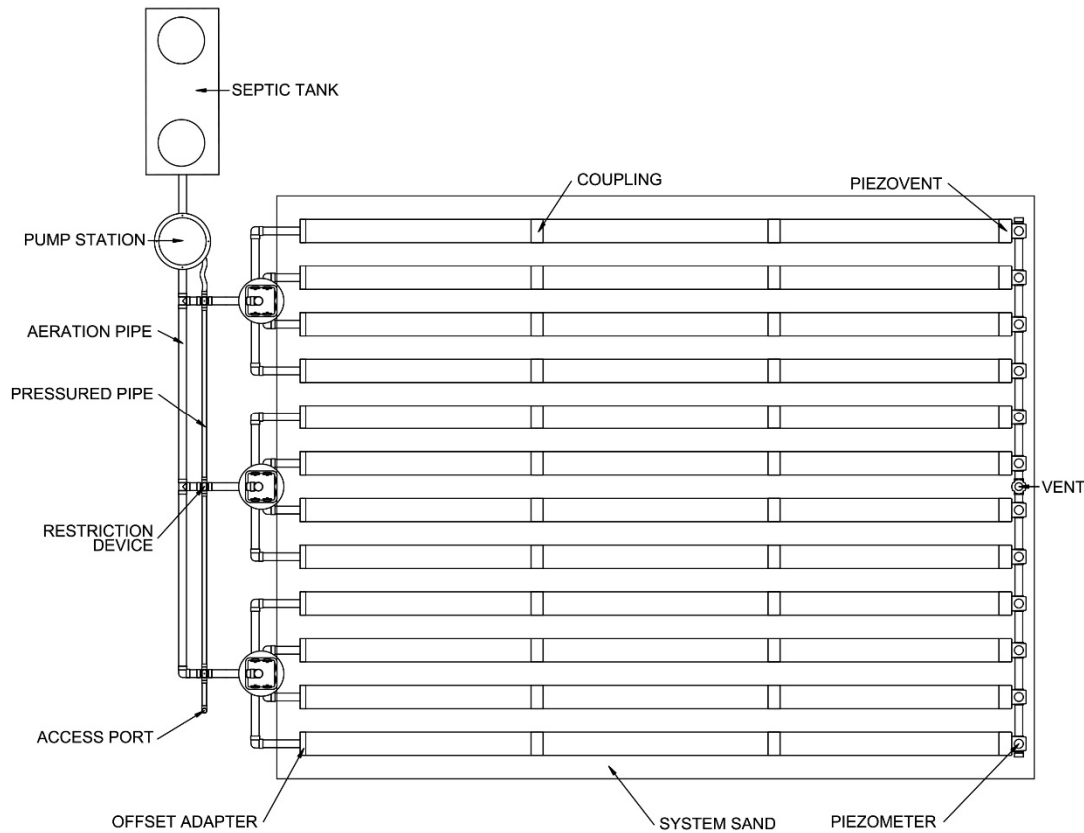 SEPTIC TANK
COUPLING
PIEZOVENT
PUMP STATION
AERATION PIPE
PRESSURED PIPE
VENT
RESTRICTION
DEVICE
ACCESS PORT
OFFSET ADAPTER
SYSTEM SAND
PIEZOMETER